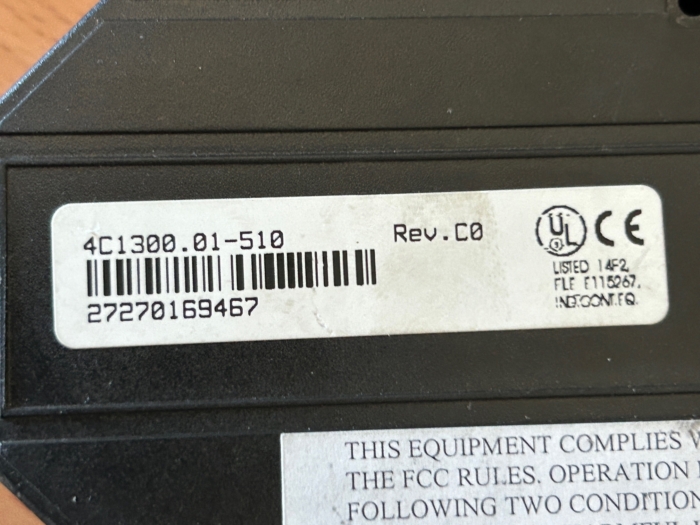 4C1300.01-510
Rev.C0
27270169467
UL
CE
LISTED 14F2,
FLE E115267,
IND.CONT.EQ.
THIS EQUIPMENT COMPLIES
THE FCC RULES. OPERATION
FOLLOWING TWO CONDITION